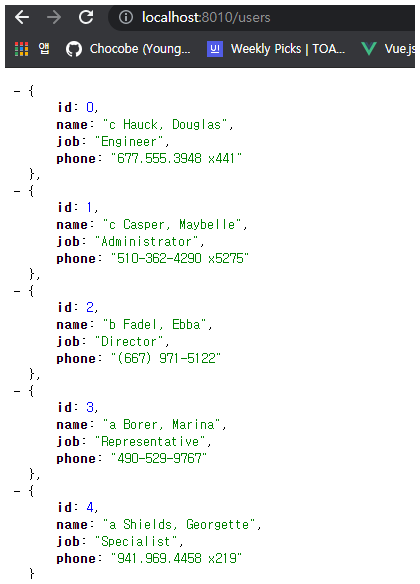 localhost:8010/users
앱 Chocobe (Young... UI Weekly Picks | TOA... Vue.js
- {
id: 0,
name: "c Hauck, Douglas",
job: "Engineer",
phone: "677.555.3948 x441"
},
- {
id: 1,
name: "c Casper, Maybelle",
job: "Administrator",
phone: "510-362-4290 x5275"
},
- {
id: 2,
name: "b Fadel, Ebba",
job: "Director",
phone: "(667) 971-5122"
},
- {
id: 3,
name: "a Borer, Marina",
job: "Representative",
phone: "490-529-9767"
},
- {
id: 4,
name: "a Shields, Georgette",
job: "Specialist",
phone: "941.969.4458 x219"
}